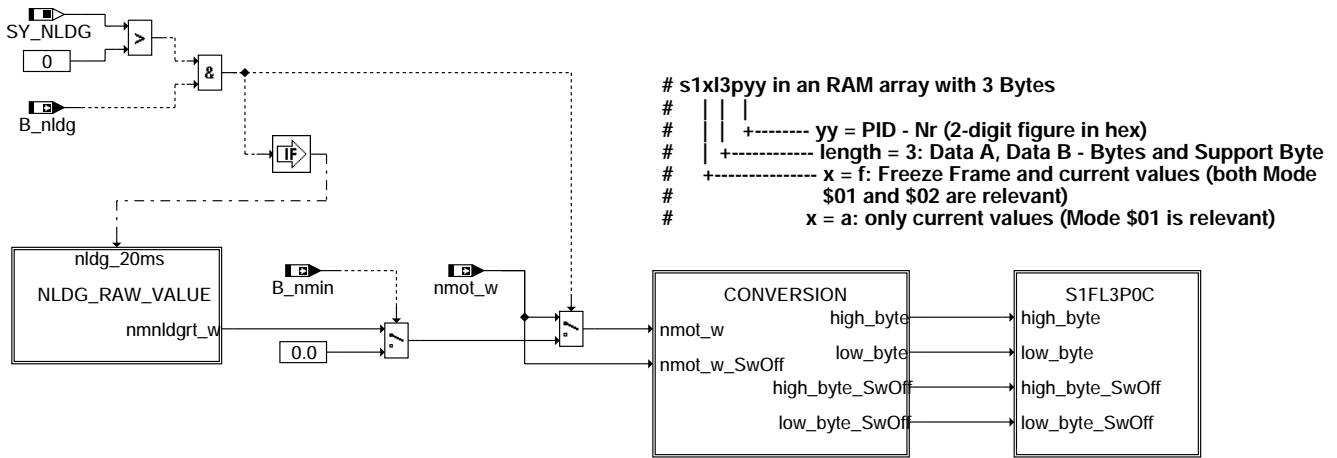 SY_NLDG
>
0
&
B_nldg
# s1xl3pyy in an RAM array with 3 Bytes
# | | |
# | | +-------- yy = PID - Nr (2-digit figure in hex)
# | +------------ length = 3: Data A, Data B - Bytes and Support Byte
# +--------------- x = f: Freeze Frame and current values (both Mode
# $01 and $02 are relevant)
# x = a: only current values (Mode $01 is relevant)
IF
nldg_20ms
NLDG_RAW_VALUE
nmnldgrt_w
B_nmin
0.0
nmot_w
CONVERSION
nmot_w
nmot_w_SwOff
high_byte
low_byte
high_byte_SwOff
low_byte_SwOff
S1FL3P0C
high_byte
low_byte
high_byte_SwOff
low_byte_SwOff